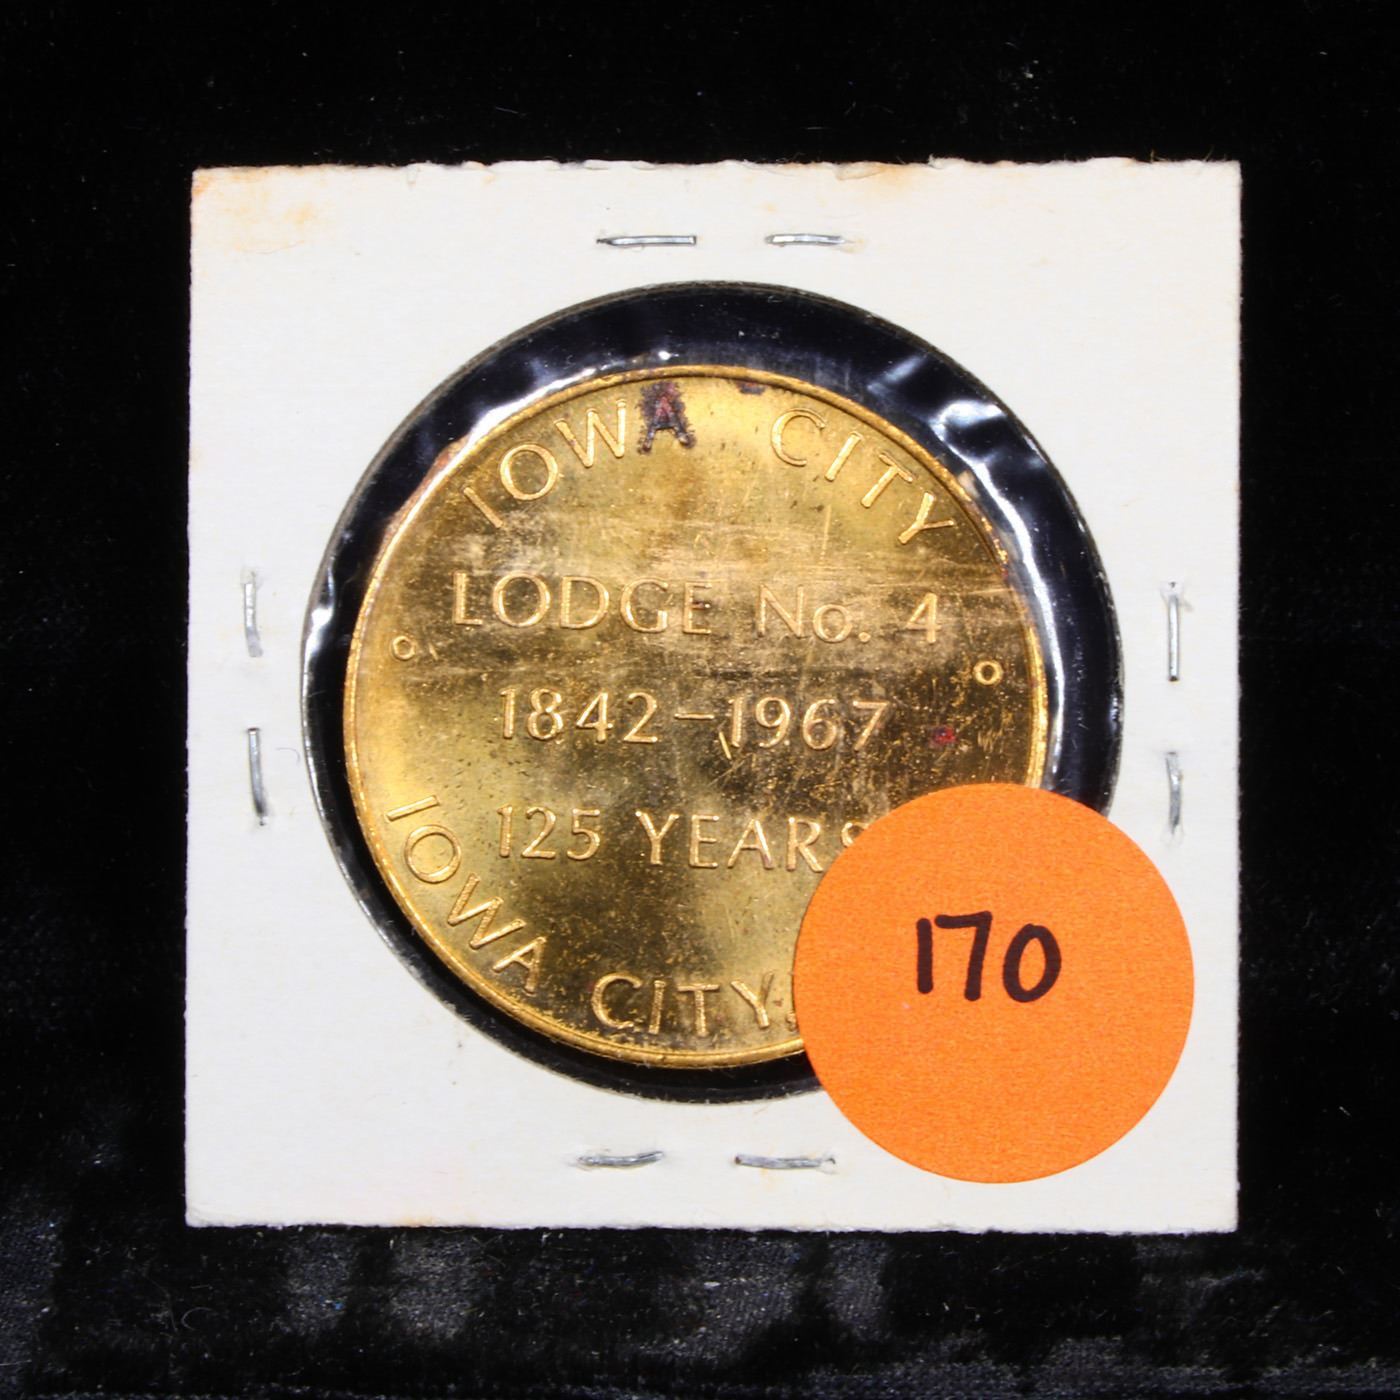 IOWA CITY
LODGE No. 4
1842-1967
125 YEARS
IOWA CITY,
170